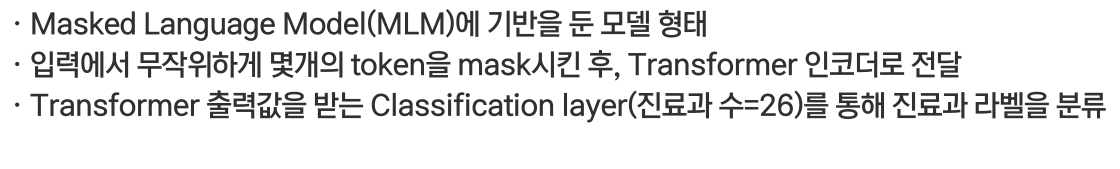 · Masked Language Model(MLM)에 기반을 둔 모델 형태
· 입력에서 무작위하게 몇개의 token을 mask시킨 후, Transformer 인코더로 전달
· Transformer 출력값을 받는 Classification layer(진료과 수=26)를 통해 진료과 라벨을 분류